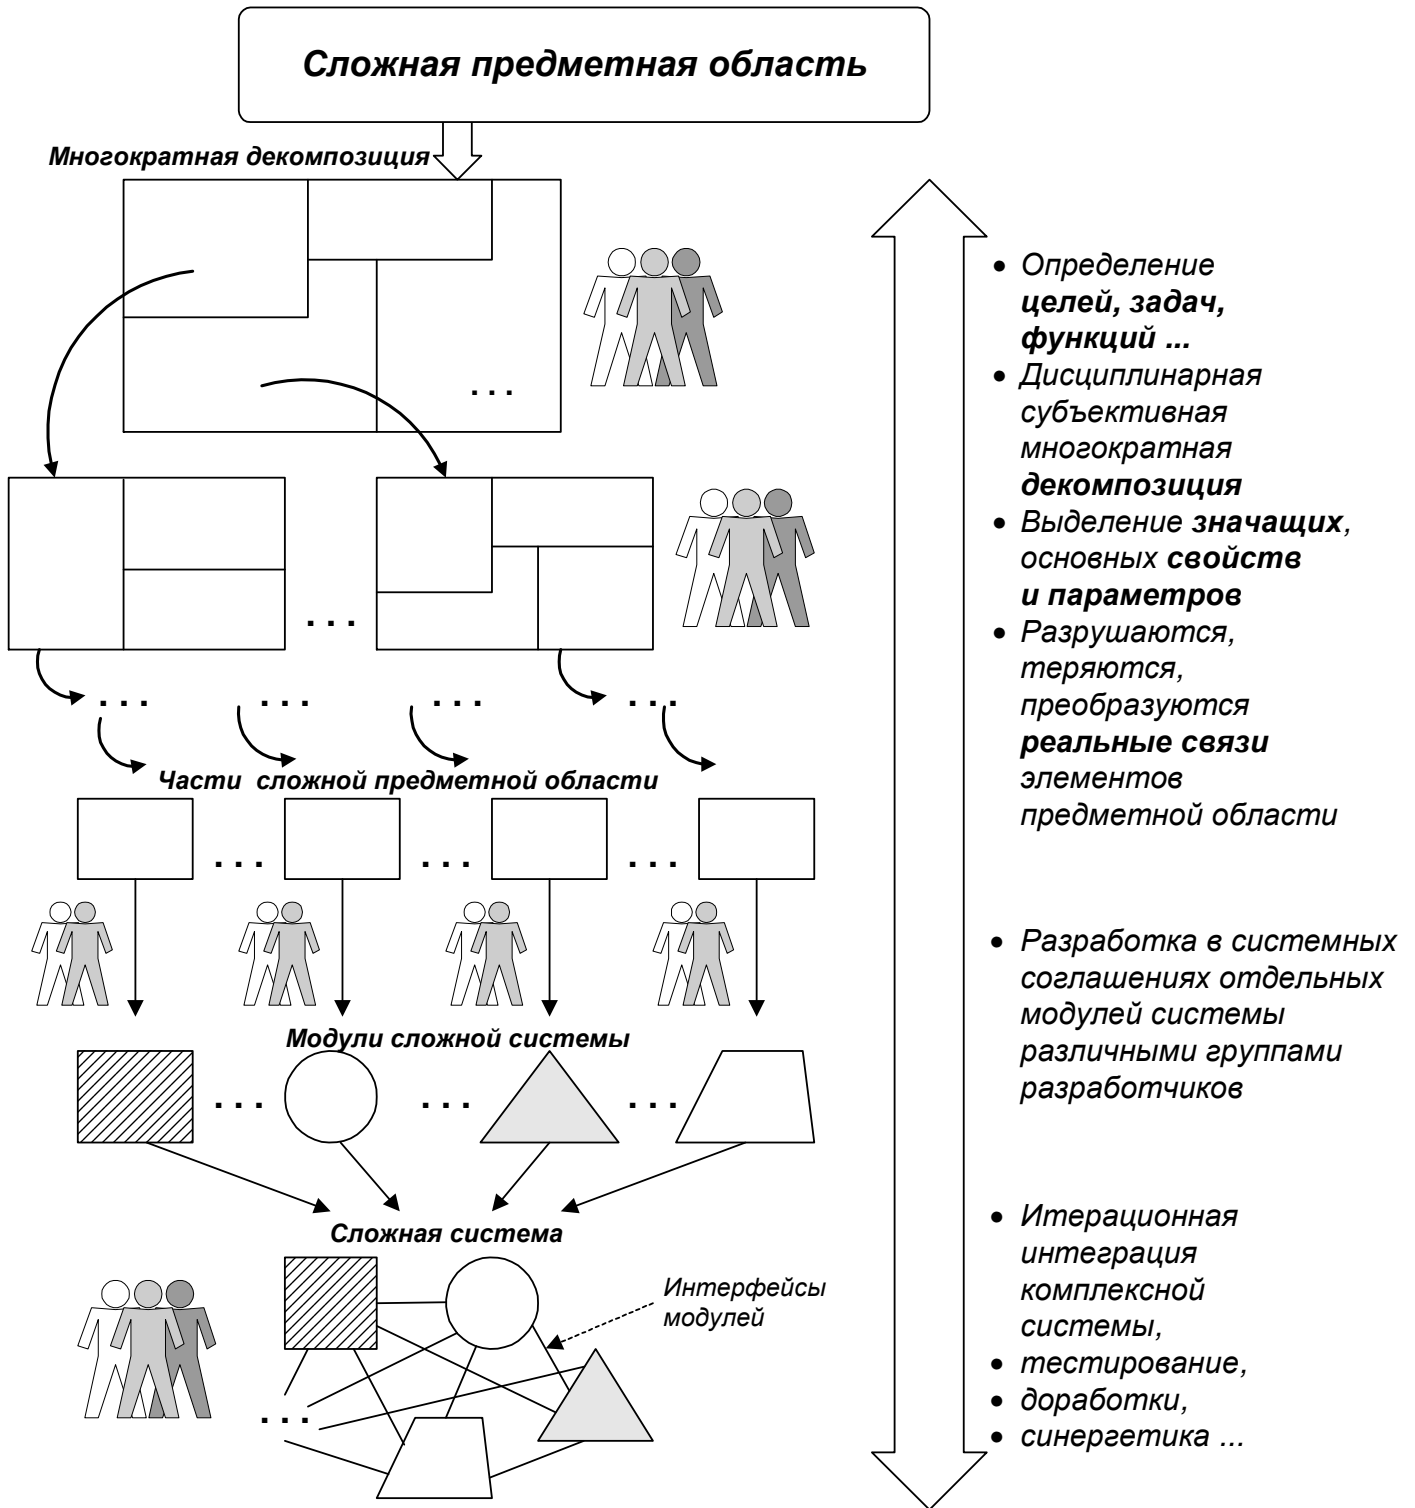 Сложная предметная область
Многократная декомпозиция
. . .
. . .
. . .
. . .
. . .
. . .
Части сложной предметной области
. . .
. . .
. . .
Модули сложной системы
. . .
. . .
. . .
Сложная система
Интерфейсы
модулей
. . .
• Определение
целей, задач,
функций ...
• Дисциплинарная
субъективная
многократная
декомпозиция
• Выделение значащих,
основных свойств
и параметров
• Разрушаются,
теряются,
преобразуются
реальные связи
элементов
предметной области
• Разработка в системных
соглашениях отдельных
модулей системы
различными группами
разработчиков
• Итерационная
интеграция
комплексной
системы,
• тестирование,
• доработки,
• синергетика ...